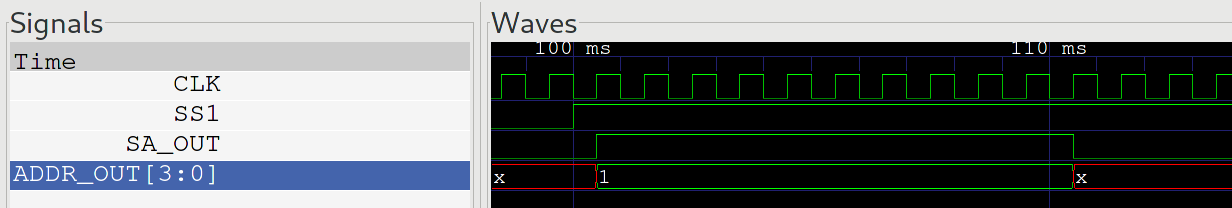 Signals
Waves
Time
100 ms
110 ms
CLK
SS1
SA_OUT
ADDR_OUT[3:0]
x
1
x